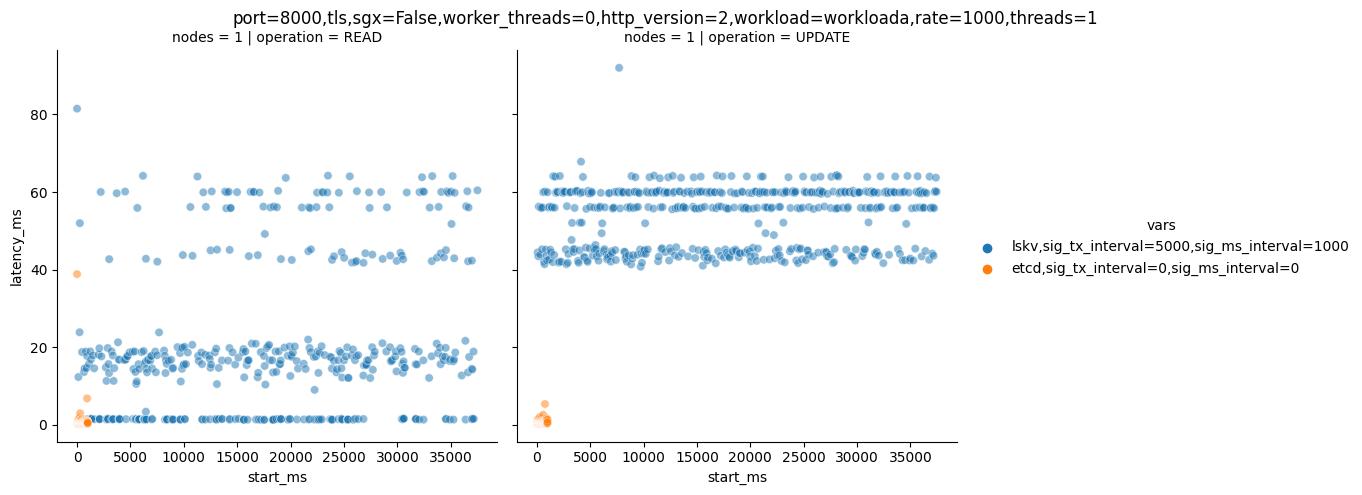 port=8000,tls,sgx=False,worker_threads=0,http_version=2,workload=workloada,rate=1000,threads=1
nodes = 1 | operation = READ
nodes = 1 | operation = UPDATE
latency_ms
80
60
40
20
0
0 5000 10000 15000 20000 25000 30000 35000
start_ms
0 5000 10000 15000 20000 25000 30000 35000
start_ms
vars
lskv,sig_tx_interval=5000,sig_ms_interval=1000
etcd,sig_tx_interval=0,sig_ms_interval=0